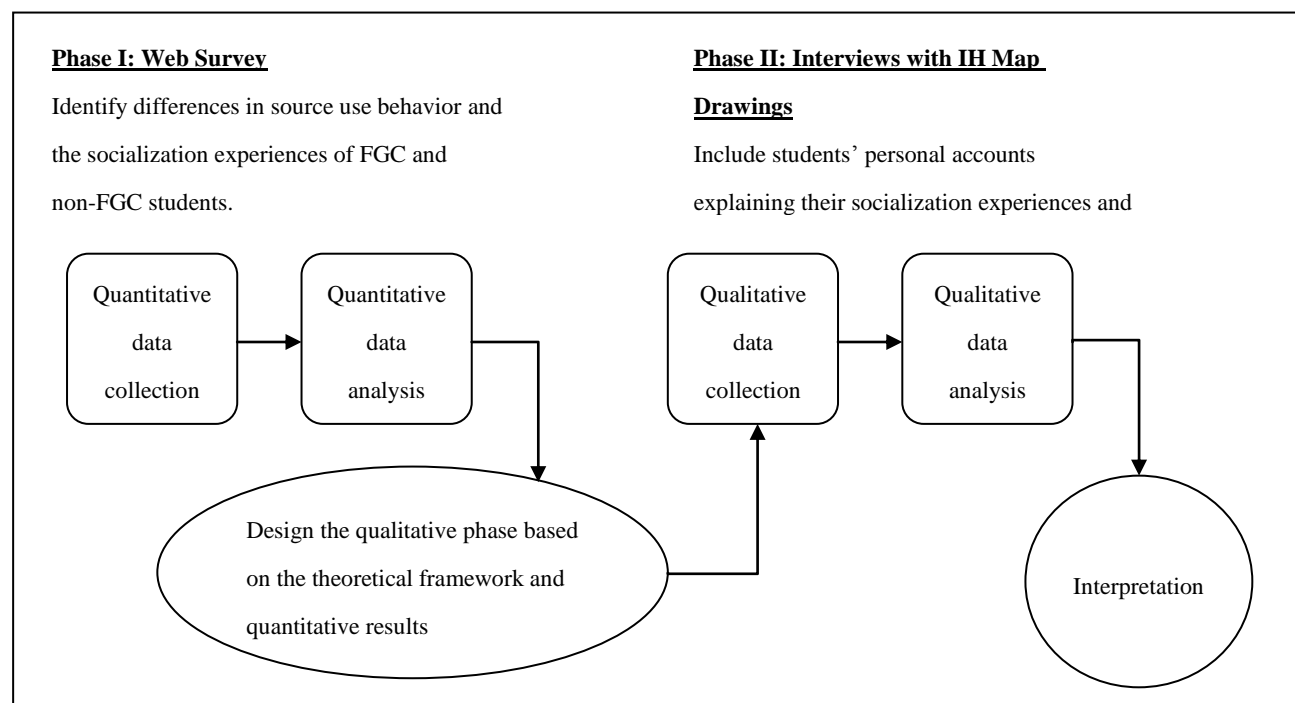 Phase I: Web Survey
Identify differences in source use behavior and
the socialization experiences of FGC and
non-FGC students.
Phase II: Interviews with IH Map
Drawings
Include students’ personal accounts
explaining their socialization experiences and
Quantitative
data
collection
Quantitative
data
analysis
Qualitative
data
collection
Qualitative
data
analysis
Design the qualitative phase based
on the theoretical framework and
quantitative results
Interpretation